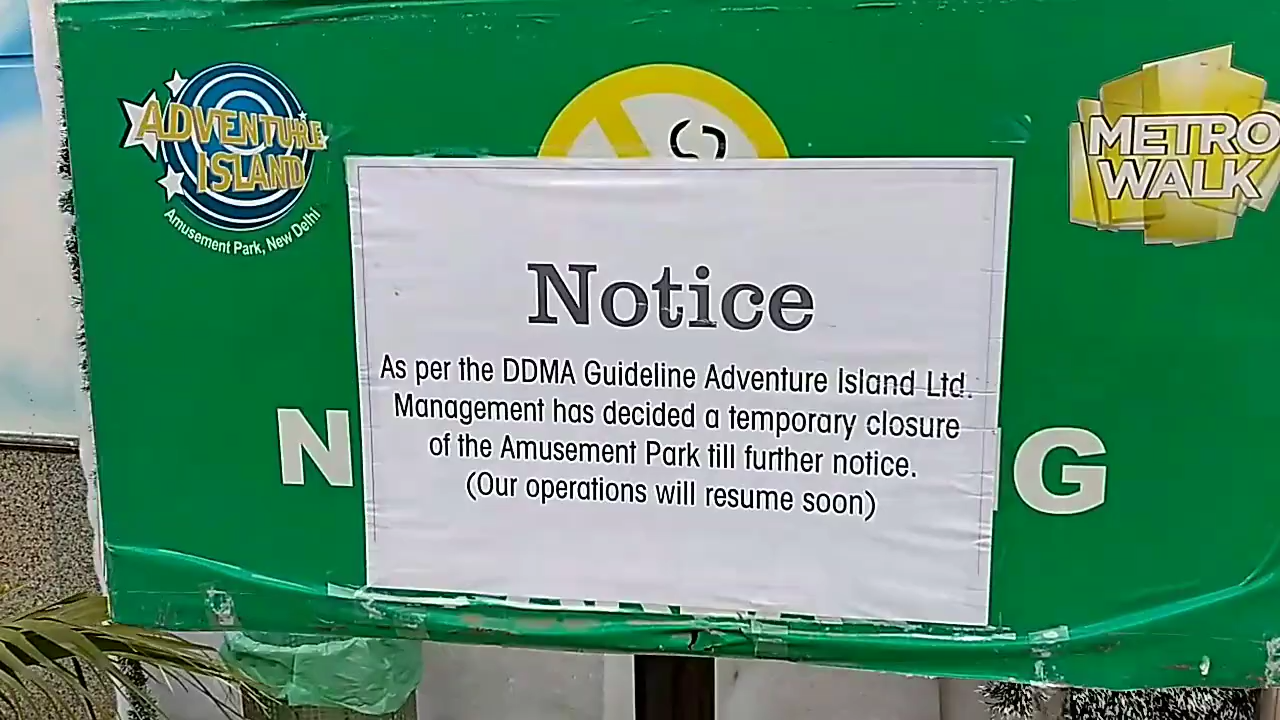 ADVENTURE
ISLAND
Amusement Park, New Delhi
METRO
WALK
Notice
As per the DDMA Guideline Adventure Island Ltd.
Management has decided a temporary closure
of the Amusement Park till further notice.
(Our operations will resume soon)
N
G